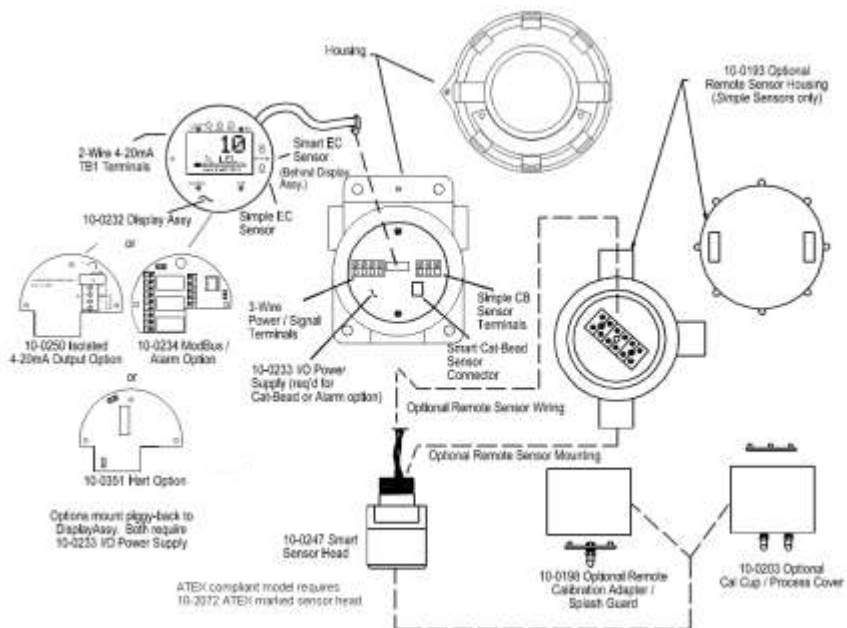 Housing
10-0193 Optional
Remote Sensor Housing
(Simple Sensors only)
10
% LEL
2-Wire 4-20mA
TB1 Terminals
Smart EC
Sensor
(Behind Display
Assy.)
10-0232 Display Assy
Simple EC
Sensor
or
10-0250 Isolated
4-20mA Output Option
10-0234 ModBus /
Alarm Option
or
10-0351 Hart Option
Options mount piggy-back to
DisplayAssy. Both require
10-0233 I/O Power Supply
3-Wire
Power / Signal
Terminals
Simple CB
Sensor
Terminals
Smart Cat-Bead
Sensor
Connector
10-0233 I/O Power
Supply (req'd for
Cat-Bead or Alarm option)
Optional Remote Sensor Wiring
Optional Remote Sensor Mounting
10-0247 Smart
Sensor Head
ATEX compliant model requires
10-2072 ATEX marked sensor head
10-0198 Optional Remote
Calibration Adapter /
Splash Guard
10-0203 Optional
Cal Cup / Process Cover